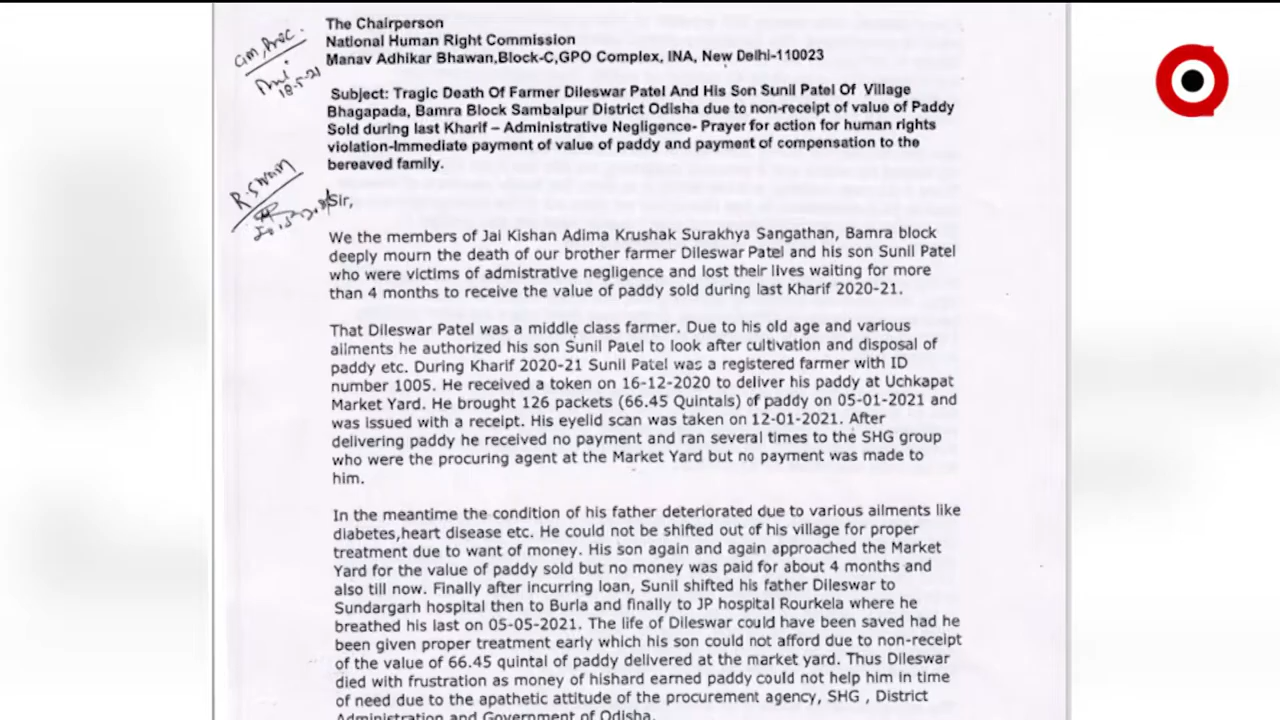 The Chairperson
National Human Right Commission
Manav Adhikar Bhawan,Block-C,GPO Complex, INA, New Delhi-110023
18-5-21
Subject: Tragic Death Of Farmer Dileswar Patel And His Son Sunil Patel Of Village
Bhagapada, Bamra Block Sambalpur District Odisha due to non-receipt of value of Paddy
Sold during last Kharif – Administrative Negligence- Prayer for action for human rights
violation-Immediate payment of value of paddy and payment of compensation to the
bereaved family.
R. Swain
Sir,
We the members of Jai Kishan Adima Krushak Surakhya Sangathan, Bamra block
deeply mourn the death of our brother farmer Dileswar Patel and his son Sunil Patel
who were victims of admistrative negligence and lost their lives waiting for more
than 4 months to receive the value of paddy sold during last Kharif 2020-21.
That Dileswar Patel was a middle class farmer. Due to his old age and various
ailments he authorized his son Sunil Patel to look after cultivation and disposal of
paddy etc. During Kharif 2020-21 Sunil Patel was a registered farmer with ID
number 1005. He received a token on 16-12-2020 to deliver his paddy at Uchkapat
Market Yard. He brought 126 packets (66.45 Quintals) of paddy on 05-01-2021 and
was issued with a receipt. His eyelid scan was taken on 12-01-2021. After
delivering paddy he received no payment and ran several times to the SHG group
who were the procuring agent at the Market Yard but no payment was made to
him.
In the meantime the condition of his father deteriorated due to various ailments like
diabetes,heart disease etc. He could not be shifted out of his village for proper
treatment due to want of money. His son again and again approached the Market
Yard for the value of paddy sold but no money was paid for about 4 months and
also till now. Finally after incurring loan, Sunil shifted his father Dileswar to
Sundargarh hospital then to Burla and finally to JP hospital Rourkela where he
breathed his last on 05-05-2021. The life of Dileswar could have been saved had he
been given proper treatment early which his son could not afford due to non-receipt
of the value of 66.45 quintal of paddy delivered at the market yard. Thus Dileswar
died with frustration as money of hishard earned paddy could not help him in time
of need due to the apathetic attitude of the procurement agency, SHG , District
Administration and Government of Odisha.